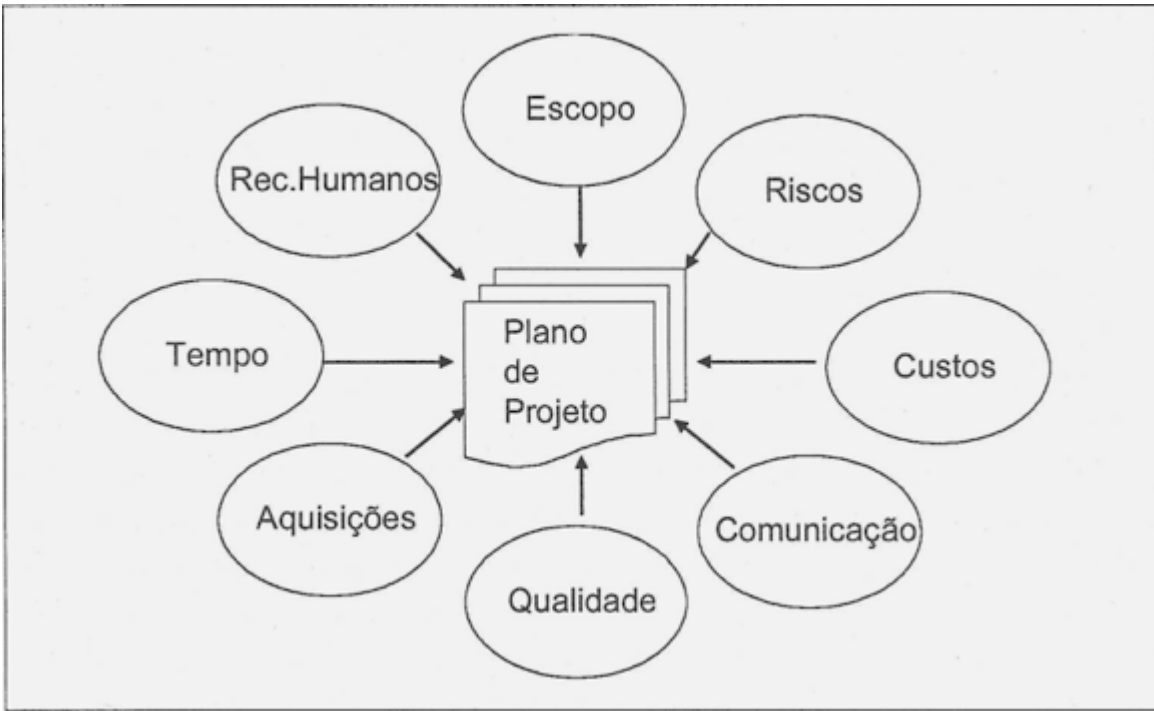 Escopo
Rec.Humanos
Riscos
Tempo
Plano
de
Projeto
Custos
Aquisições
Comunicação
Qualidade